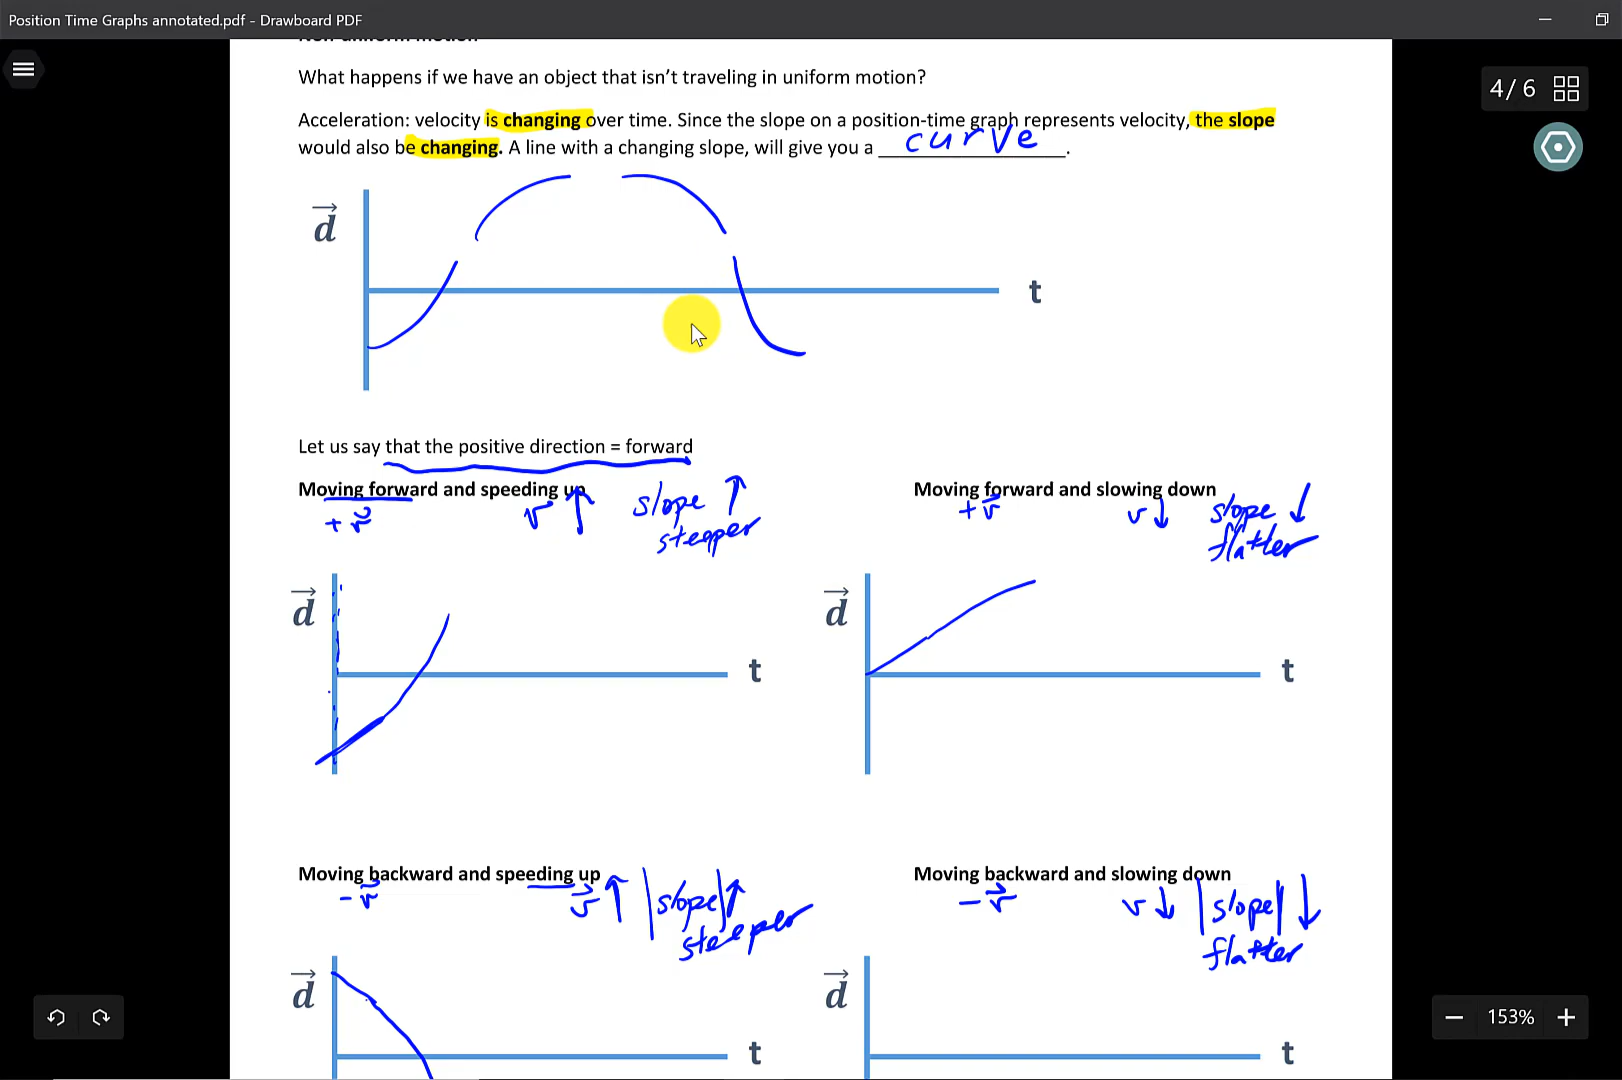 Position Time Graphs annotated.pdf - Drawboard PDF
Non-uniform motion
4 / 6
What happens if we have an object that isn't traveling in uniform motion?
Acceleration: velocity is changing over time. Since the slope on a position-time graph represents velocity, the slope
would also be changing. A line with a changing slope, will give you a curve.
d
t
Let us say that the positive direction = forward
Moving forward and speeding up
+ v
v ↑
slope ↑
steeper
d
t
Moving forward and slowing down
+ v
v ↓
slope ↓
flatter
d
t
Moving backward and speeding up
- v
v ↑
|slope| ↑
steeper
d
t
Moving backward and slowing down
- v
v ↓
|slope| ↓
flatter
d
t
153%